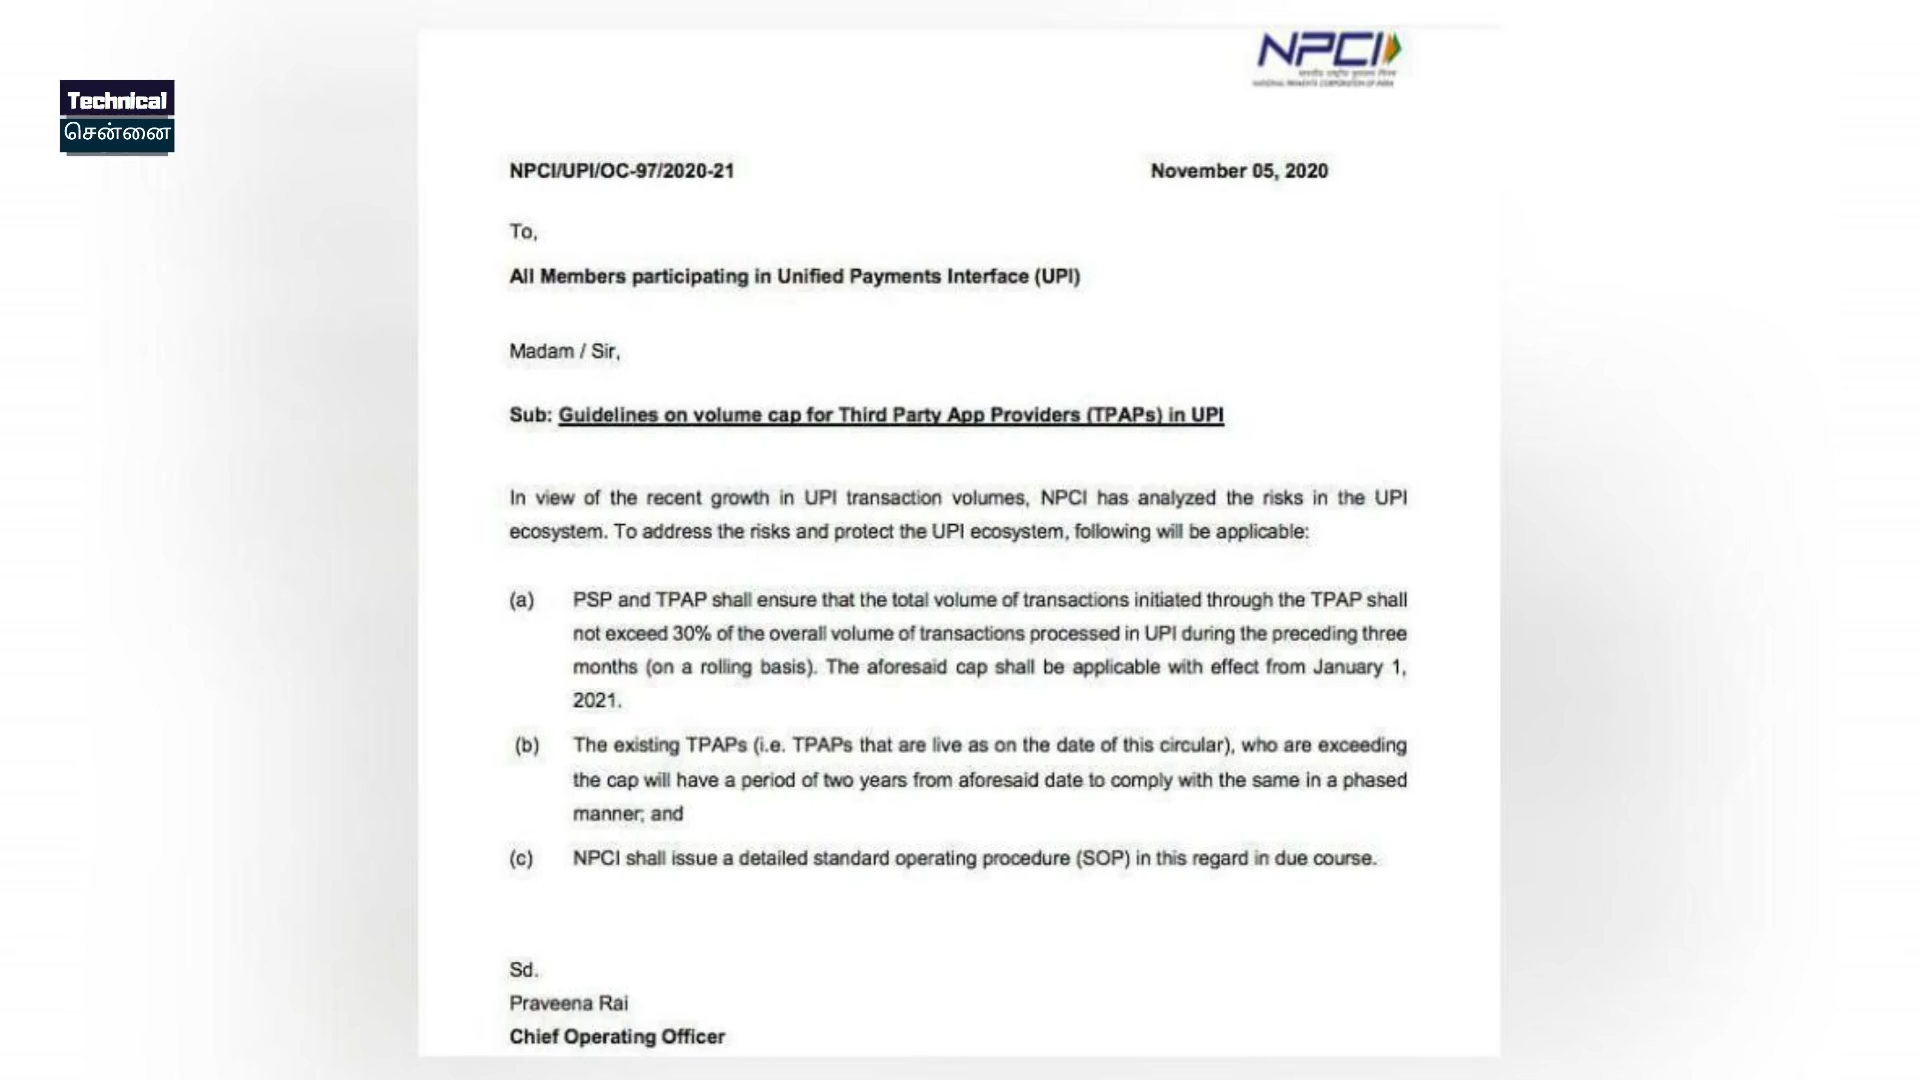 NPCI
NATIONAL PAYMENTS CORPORATION OF INDIA
Technical
சென்னை
NPCI/UPI/OC-97/2020-21 November 05, 2020
To,
All Members participating in Unified Payments Interface (UPI)
Madam / Sir,
Sub: Guidelines on volume cap for Third Party App Providers (TPAPs) in UPI
In view of the recent growth in UPI transaction volumes, NPCI has analyzed the risks in the UPI
ecosystem. To address the risks and protect the UPI ecosystem, following will be applicable:
(a) PSP and TPAP shall ensure that the total volume of transactions initiated through the TPAP shall
not exceed 30% of the overall volume of transactions processed in UPI during the preceding three
months (on a rolling basis). The aforesaid cap shall be applicable with effect from January 1,
2021.
(b) The existing TPAPs (i.e. TPAPs that are live as on the date of this circular), who are exceeding
the cap will have a period of two years from aforesaid date to comply with the same in a phased
manner; and
(c) NPCI shall issue a detailed standard operating procedure (SOP) in this regard in due course.
Sd.
Praveena Rai
Chief Operating Officer